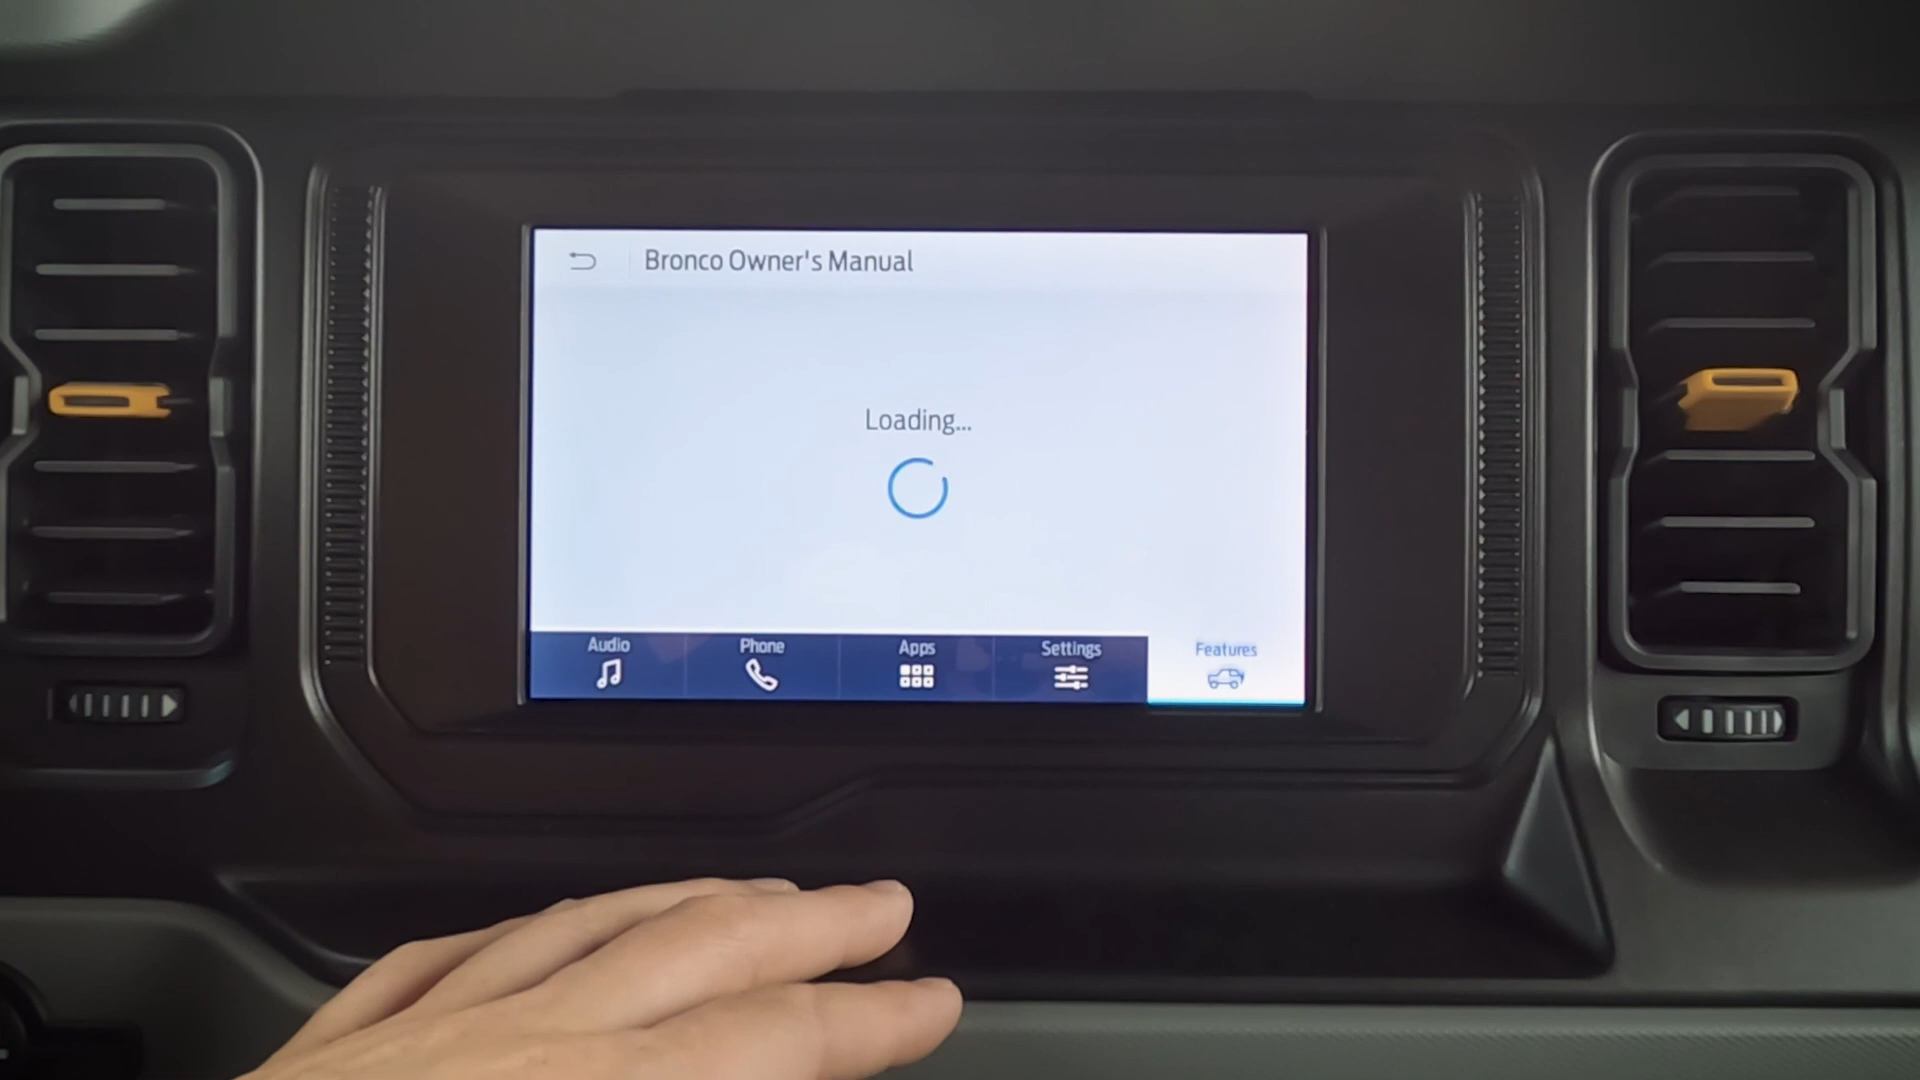 Bronco Owner's Manual
Loading...
Audio
Phone
Apps
Settings
Features